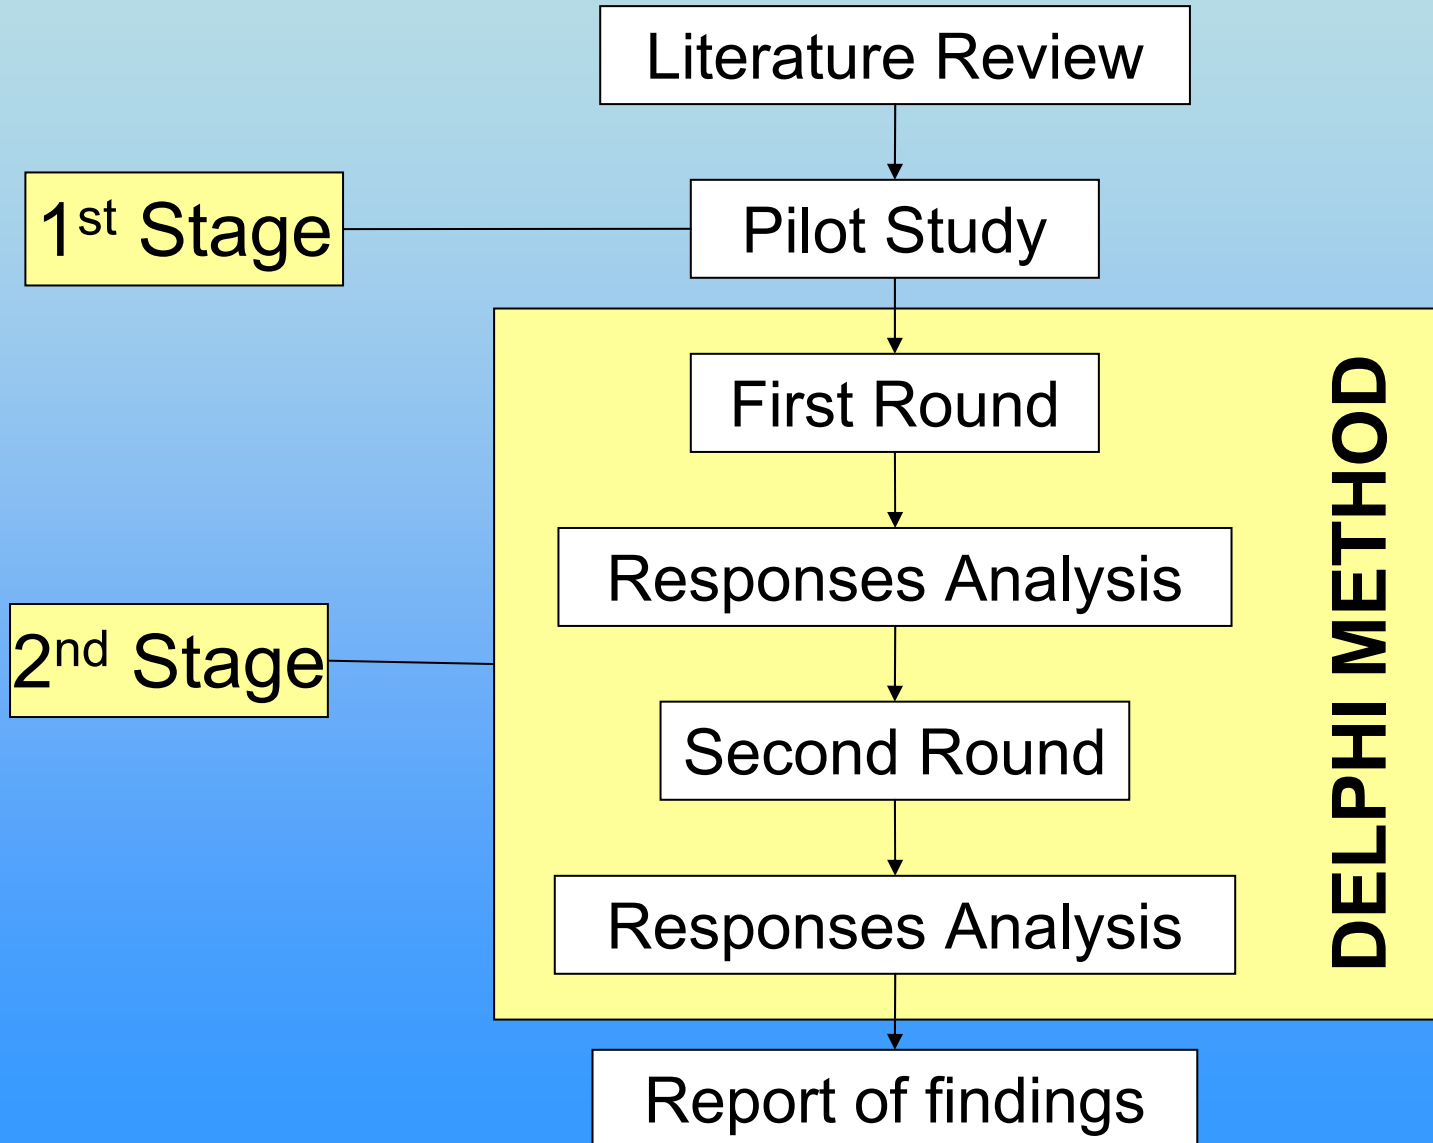 Literature Review
1st Stage
Pilot Study
First Round
Responses Analysis
2nd Stage
Second Round
Responses Analysis
DELPHI METHOD
Report of findings